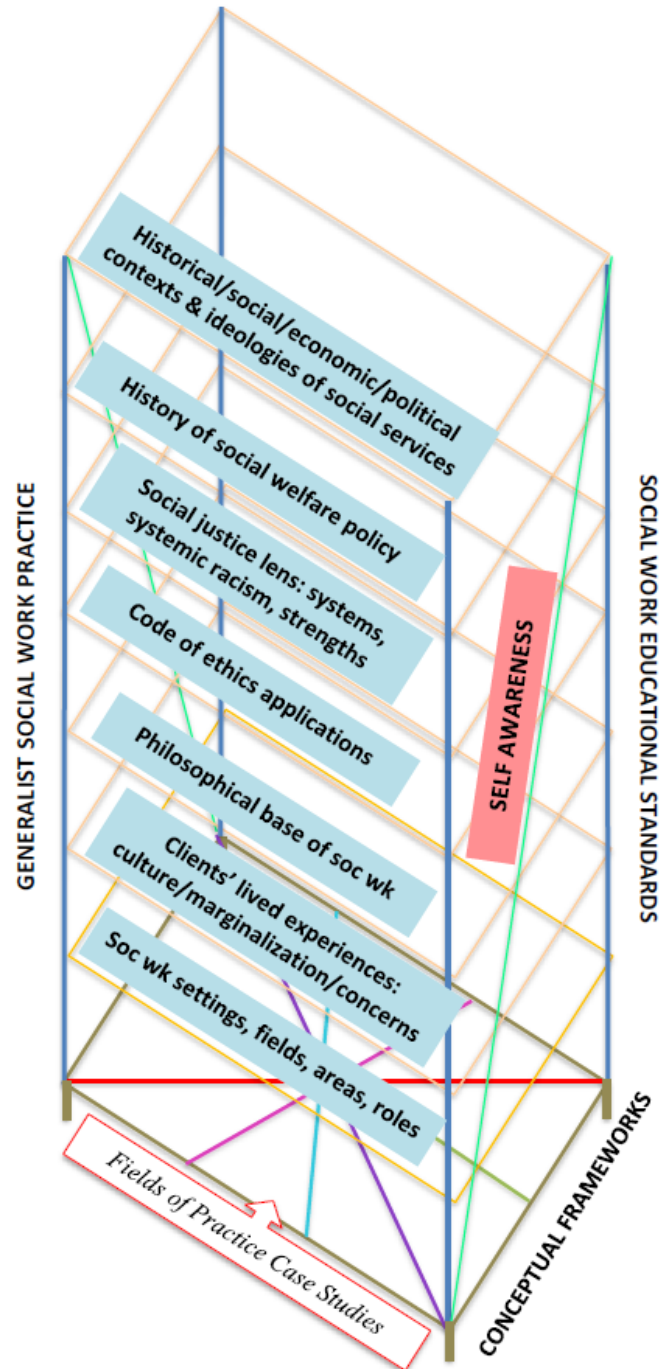 Historical/social/economic/political
contexts & ideologies of social services
History of social welfare policy
Social justice lens: systems,
systemic racism, strengths
Code of ethics applications
Philosophical base of soc wk
Clients' lived experiences:
culture/marginalization/concerns
Soc wk settings, fields, areas, roles
GENERALIST SOCIAL WORK PRACTICE
SELF AWARENESS
SOCIAL WORK EDUCATIONAL STANDARDS
Fields of Practice Case Studies
CONCEPTUAL FRAMEWORKS